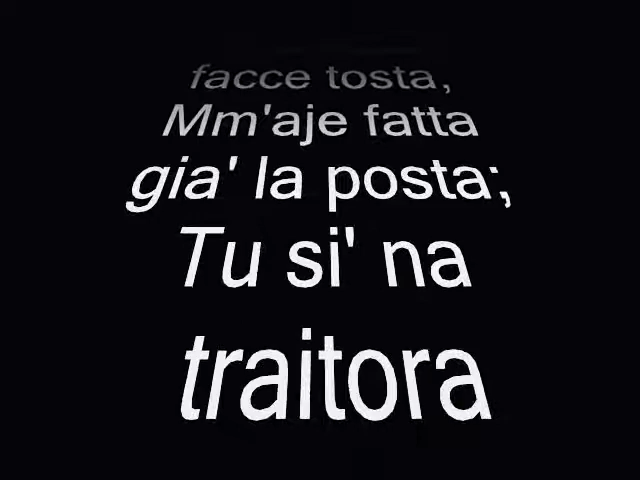 facce tosta,
Mm'aje fatta
gia' la posta;
Tu si' na
traitora